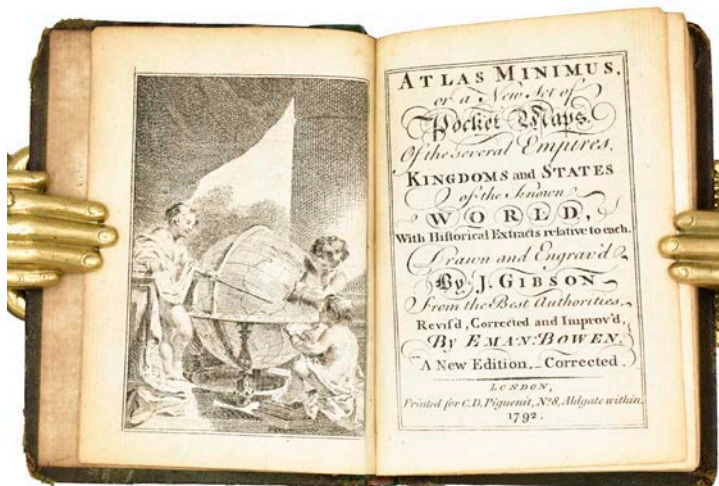 ATLAS MINIMUS,
or a New Set of
Pocket Maps.
Of the several Empires,
KINGDOMS and STATES
of the known
WORLD,
With Historical Extracts relative to each.
Drawn and Engrav'd
By J. GIBSON
From the Best Authorities,
Revis'd, Corrected and Improv'd,
By EMAN: BOWEN.
A New Edition._Corrected.
LONDON,
Printed for C.D. Piguenit, No. 8, Aldgate within.
1792.